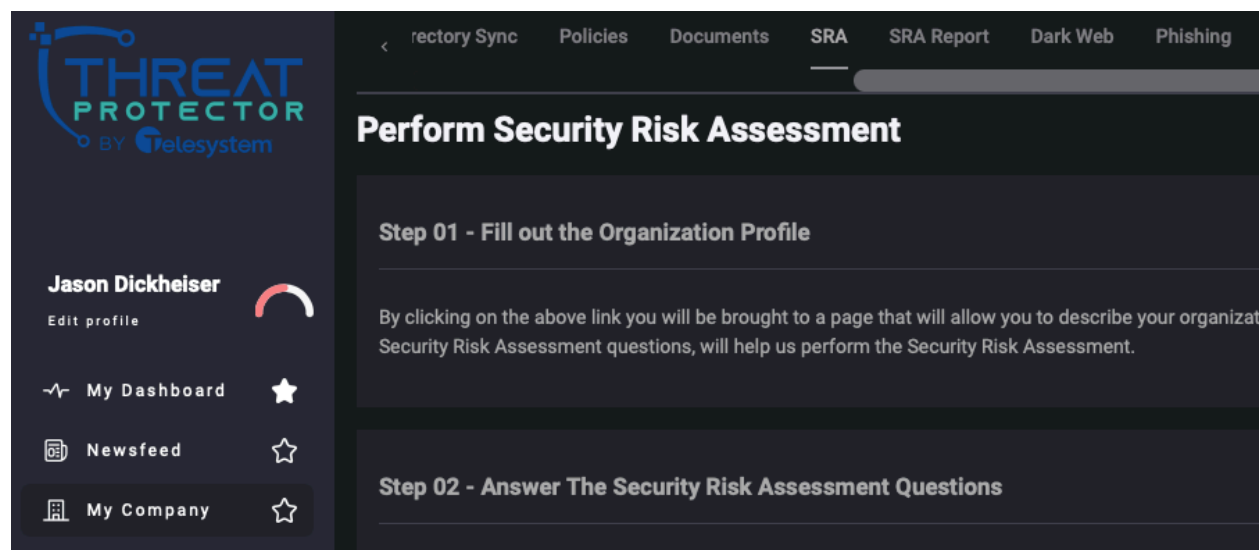 THREAT
PROTECTOR
BY Telesystem
Jason Dickheiser
Edit profile
My Dashboard
Newsfeed
My Company
rectory Sync Policies Documents SRA SRA Report Dark Web Phishing
Perform Security Risk Assessment
Step 01 - Fill out the Organization Profile
By clicking on the above link you will be brought to a page that will allow you to describe your organizat
Security Risk Assessment questions, will help us perform the Security Risk Assessment.
Step 02 - Answer The Security Risk Assessment Questions